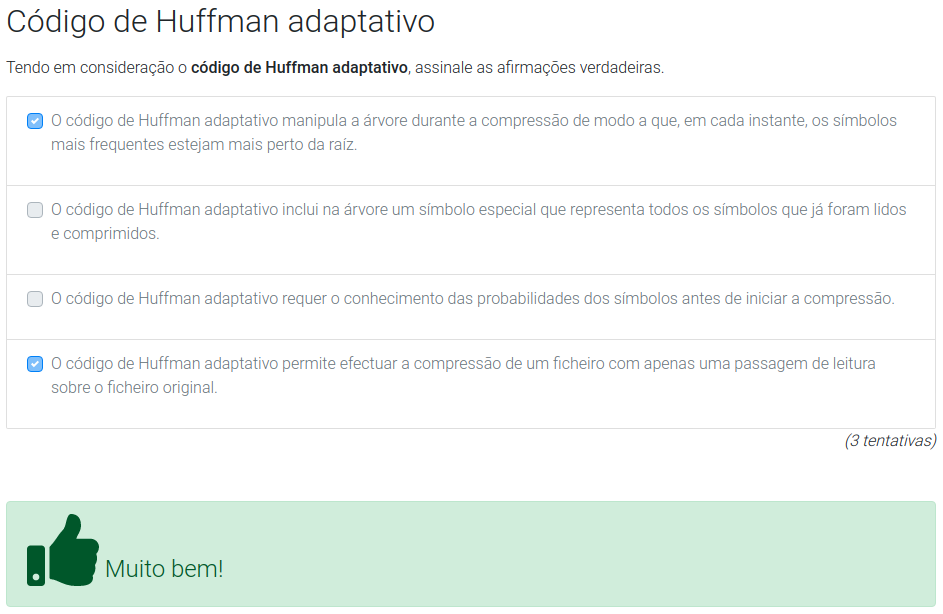 Código de Huffman adaptativo
Tendo em consideração o código de Huffman adaptativo, assinale as afirmações verdadeiras.
O código de Huffman adaptativo manipula a árvore durante a compressão de modo a que, em cada instante, os símbolos
mais frequentes estejam mais perto da raíz.
O código de Huffman adaptativo inclui na árvore um símbolo especial que representa todos os símbolos que já foram lidos
e comprimidos.
O código de Huffman adaptativo requer o conhecimento das probabilidades dos símbolos antes de iniciar a compressão.
O código de Huffman adaptativo permite efectuar a compressão de um ficheiro com apenas uma passagem de leitura
sobre o ficheiro original.
(3 tentativas)
Muito bem!